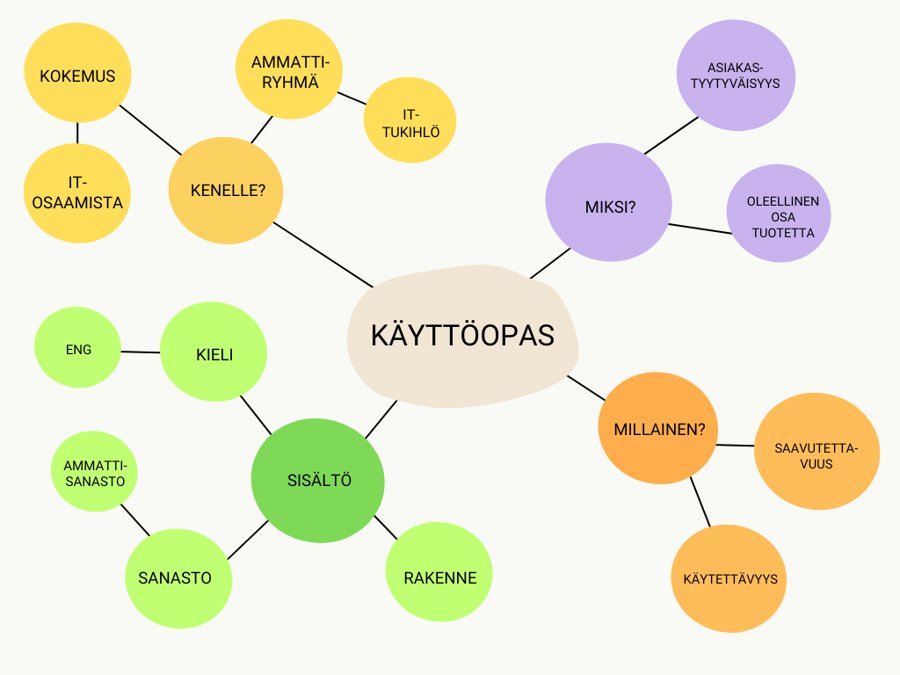 KOKEMUS
IT-
OSAAMISTA
AMMATTI-
RYHMÄ
IT-
TUKIHLÖ
KENELLE?
ASIAKAS-
TYYTYVÄISYYS
MIKSI?
OLEELLINEN
OSA
TUOTETTA
KÄYTTÖOPAS
ENG
KIELI
AMMATTI-
SANASTO
SISÄLTÖ
SANASTO
RAKENNE
MILLAINEN?
SAAVUTETTA-
VUUS
KÄYTETTÄVYYS